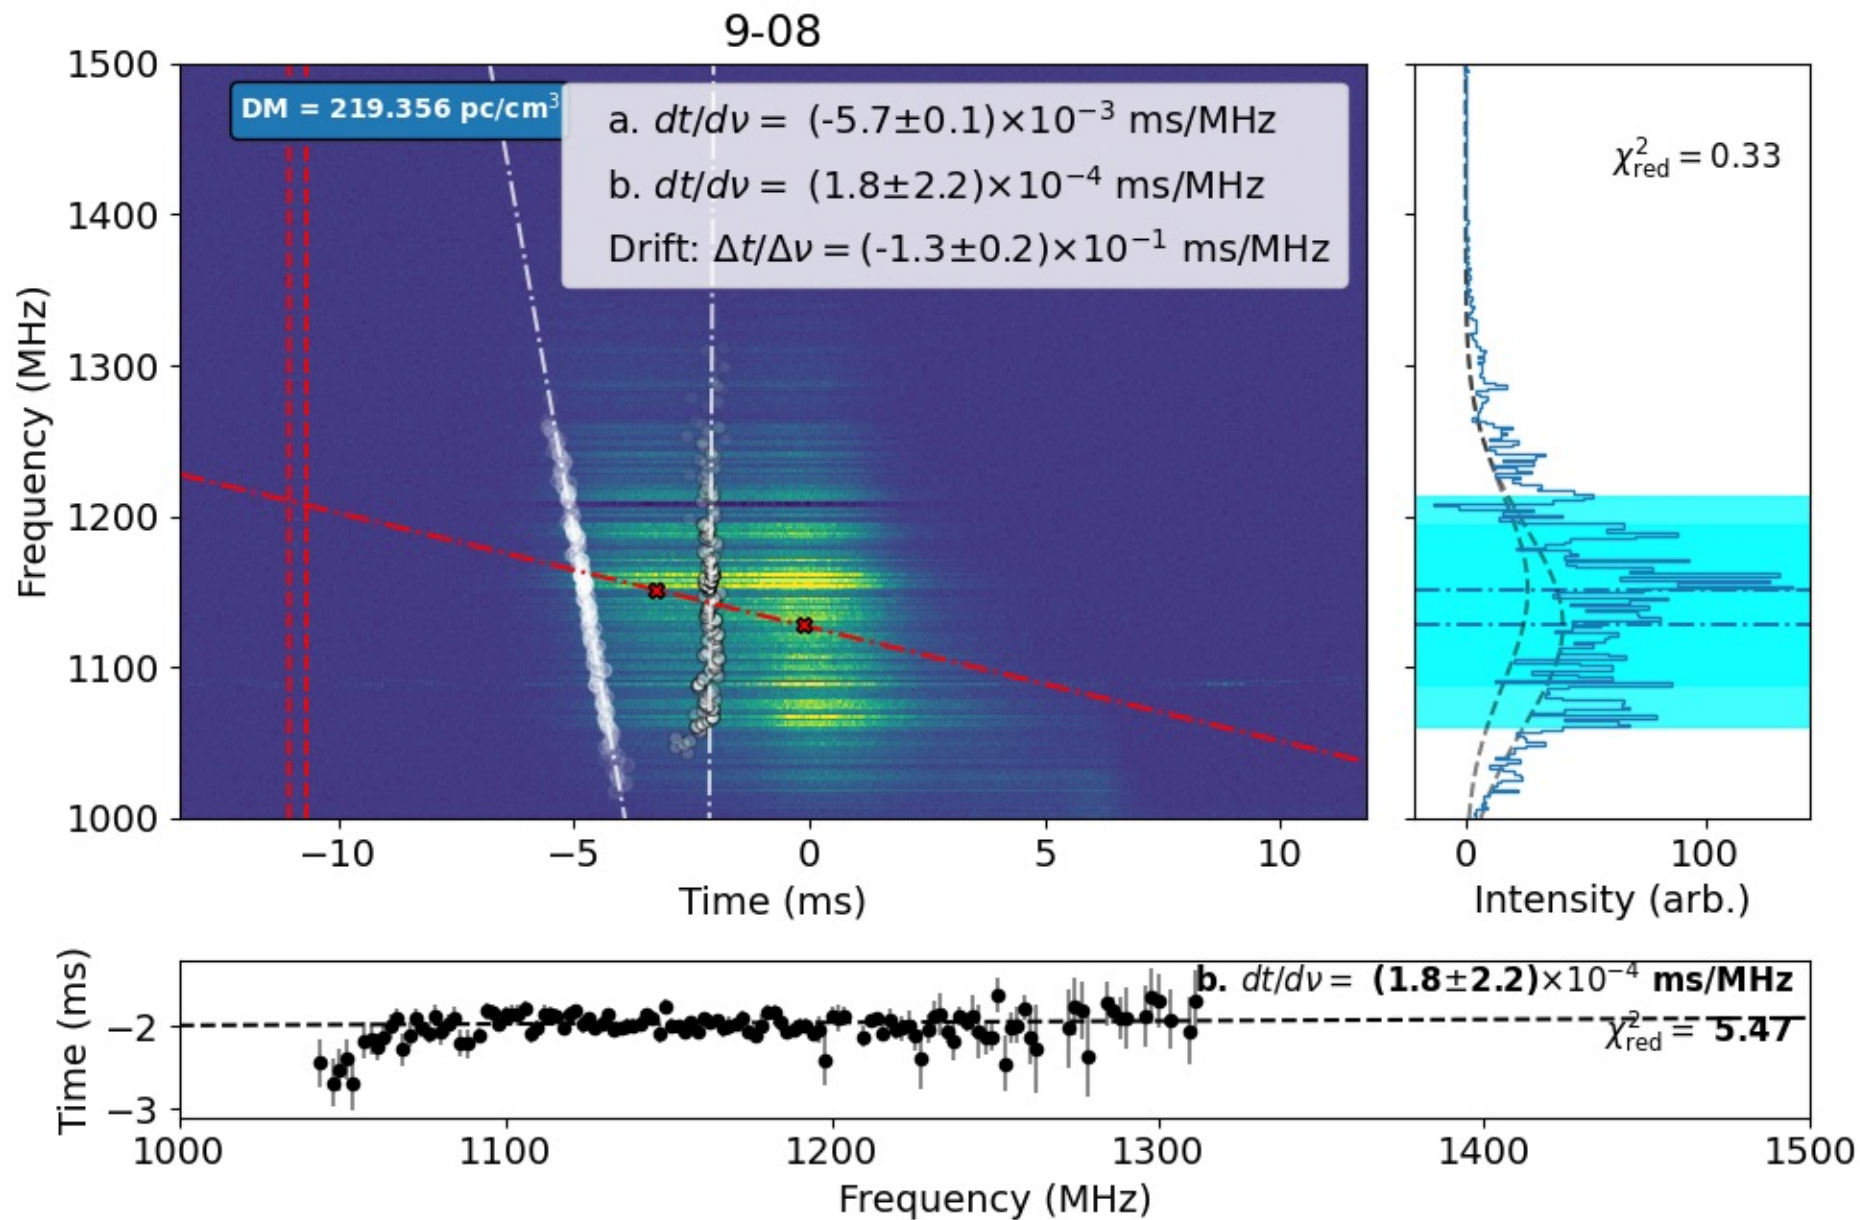 9-08
DM = 219.356 pc/cm³
a. dt/dν = (-5.7±0.1)×10⁻³ ms/MHz
b. dt/dν = (1.8±2.2)×10⁻⁴ ms/MHz
Drift: Δt/Δν = (-1.3±0.2)×10⁻¹ ms/MHz
1500
1400
1300
1200
1100
1000
Frequency (MHz)
−10 −5 0 5 10
Time (ms)
χ²red = 0.33
0 100
Intensity (arb.)
b. dt/dν = (1.8±2.2)×10⁻⁴ ms/MHz
χ²red = 5.47
−2
−3
Time (ms)
1000 1100 1200 1300 1400 1500
Frequency (MHz)